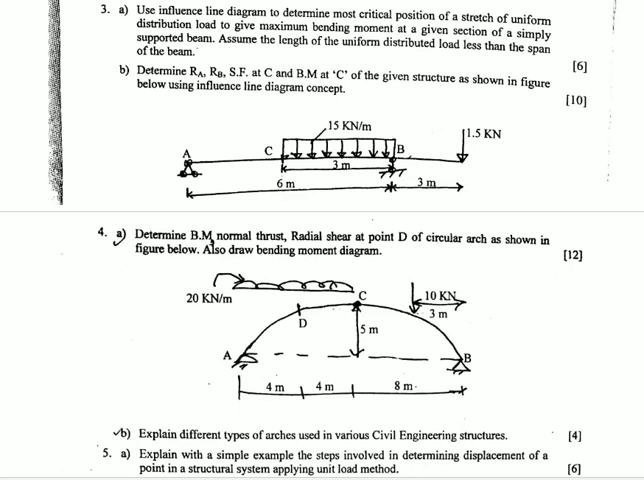 3. a) Use influence line diagram to determine most critical position of a stretch of uniform
distribution load to give maximum bending moment at a given section of a simply
supported beam. Assume the length of the uniform distributed load less than the span
of the beam.
[6]
b) Determine RA, RB, S.F. at C and B.M at 'C' of the given structure as shown in figure
below using influence line diagram concept.
[10]
15 KN/m
1.5 KN
A
C
B
3 m
6 m
3 m
4. a) Determine B.M, normal thrust, Radial shear at point D of circular arch as shown in
figure below. Also draw bending moment diagram.
[12]
20 KN/m
C
10 KN
3 m
D
5 m
A
B
4 m
4 m
8 m
b) Explain different types of arches used in various Civil Engineering structures.
[4]
5. a) Explain with a simple example the steps involved in determining displacement of a
point in a structural system applying unit load method.
[6]